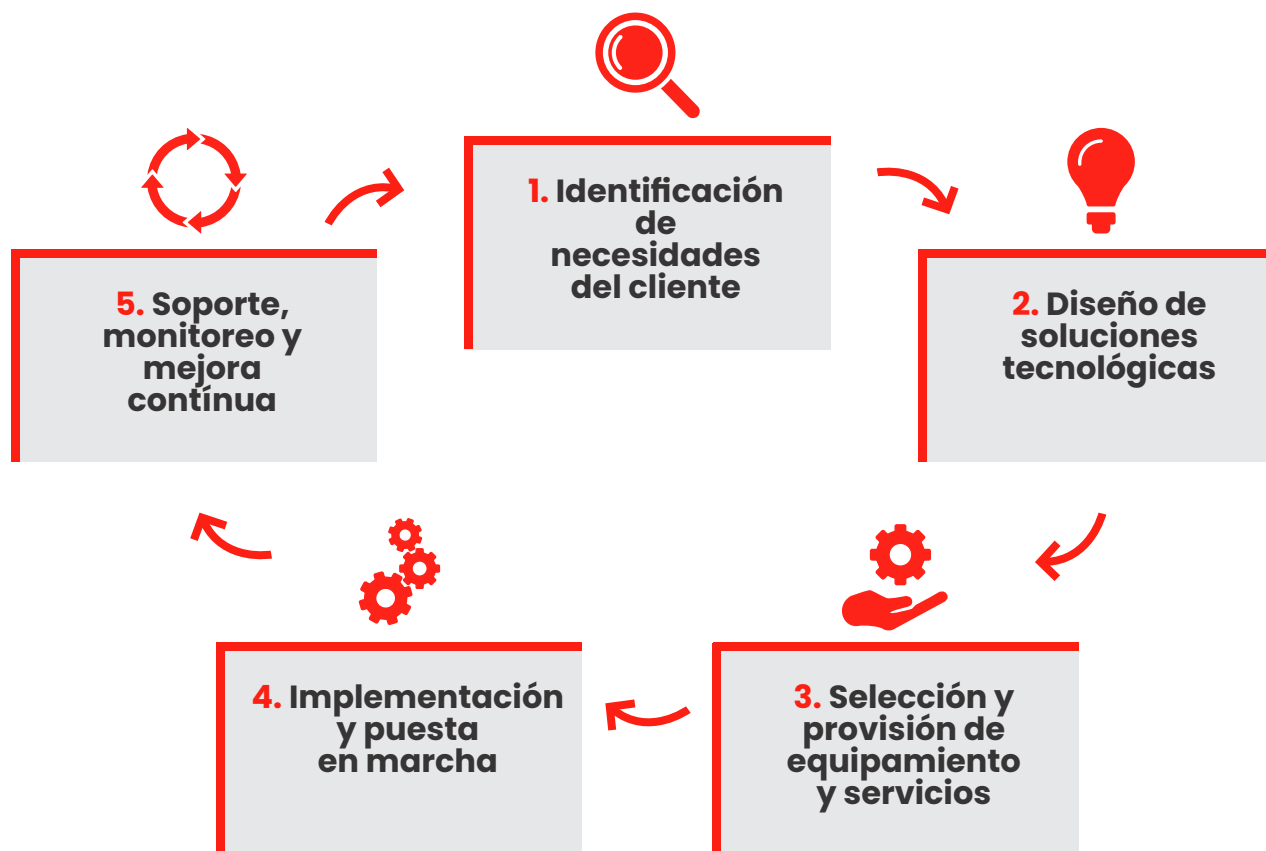 1. Identificación
de
necesidades
del cliente
2. Diseño de
soluciones
tecnológicas
3. Selección y
provisión de
equipamiento
y servicios
4. Implementación
y puesta
en marcha
5. Soporte,
monitoreo y
mejora
contínua